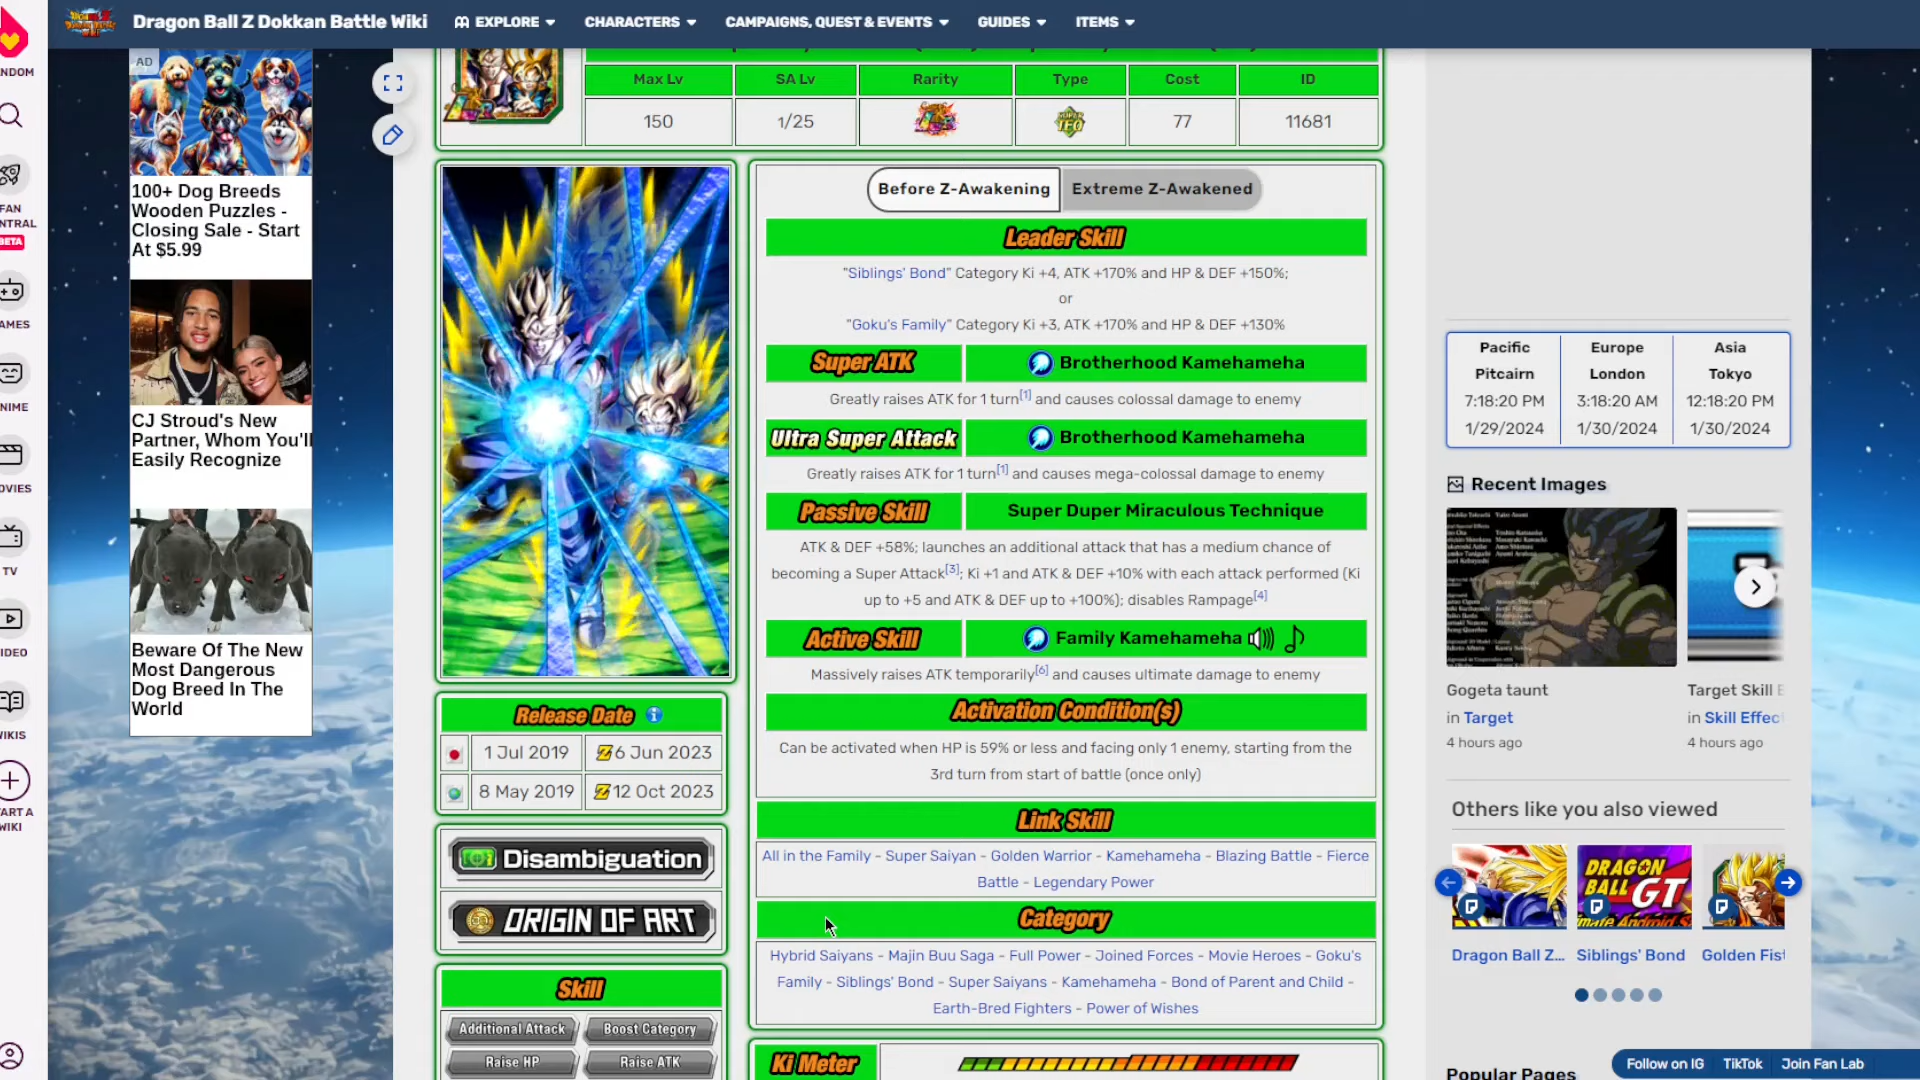 Dragon Ball Z Dokkan Battle Wiki
EXPLORE
CHARACTERS
CAMPAIGNS, QUEST & EVENTS
GUIDES
ITEMS
NDOM
FAN
NTRAL
BETA
AMES
NIME
OVIES
TV
IDEO
WIKIS
TART A
WIKI
AD
100+ Dog Breeds
Wooden Puzzles -
Closing Sale - Start
At $5.99
CJ Stroud's New
Partner, Whom You'll
Easily Recognize
Beware Of The New
Most Dangerous
Dog Breed In The
World
Max Lv
SA Lv
Rarity
Type
Cost
ID
150
1/25
77
11681
Before Z-Awakening
Extreme Z-Awakened
Leader Skill
"Siblings' Bond" Category Ki +4, ATK +170% and HP & DEF +150%;
or
"Goku's Family" Category Ki +3, ATK +170% and HP & DEF +130%
Super ATK
Brotherhood Kamehameha
Greatly raises ATK for 1 turn[1] and causes colossal damage to enemy
Ultra Super Attack
Brotherhood Kamehameha
Greatly raises ATK for 1 turn[1] and causes mega-colossal damage to enemy
Passive Skill
Super Duper Miraculous Technique
ATK & DEF +58%; launches an additional attack that has a medium chance of
becoming a Super Attack[3]; Ki +1 and ATK & DEF +10% with each attack performed (Ki
up to +5 and ATK & DEF up to +100%); disables Rampage[4]
Active Skill
Family Kamehameha
Massively raises ATK temporarily[6] and causes ultimate damage to enemy
Activation Condition(s)
Can be activated when HP is 59% or less and facing only 1 enemy, starting from the
3rd turn from start of battle (once only)
Link Skill
All in the Family - Super Saiyan - Golden Warrior - Kamehameha - Blazing Battle - Fierce
Battle - Legendary Power
Category
Hybrid Saiyans - Majin Buu Saga - Full Power - Joined Forces - Movie Heroes - Goku's
Family - Siblings' Bond - Super Saiyans - Kamehameha - Bond of Parent and Child -
Earth-Bred Fighters - Power of Wishes
Ki Meter
Release Date
1 Jul 2019
6 Jun 2023
8 May 2019
12 Oct 2023
Disambiguation
ORIGIN OF ART
Skill
Additional Attack
Boost Category
Raise HP
Raise ATK
Pacific
Europe
Asia
Pitcairn
London
Tokyo
7:18:20 PM
3:18:20 AM
12:18:20 PM
1/29/2024
1/30/2024
1/30/2024
Recent Images
Gogeta taunt
Target Skill E
in Target
in Skill Effec
4 hours ago
4 hours ago
Others like you also viewed
DRAGON
BALL GT
Dragon Ball Z...
Siblings' Bond
Golden Fist
Popular Pages
Follow on IG
TikTok
Join Fan Lab